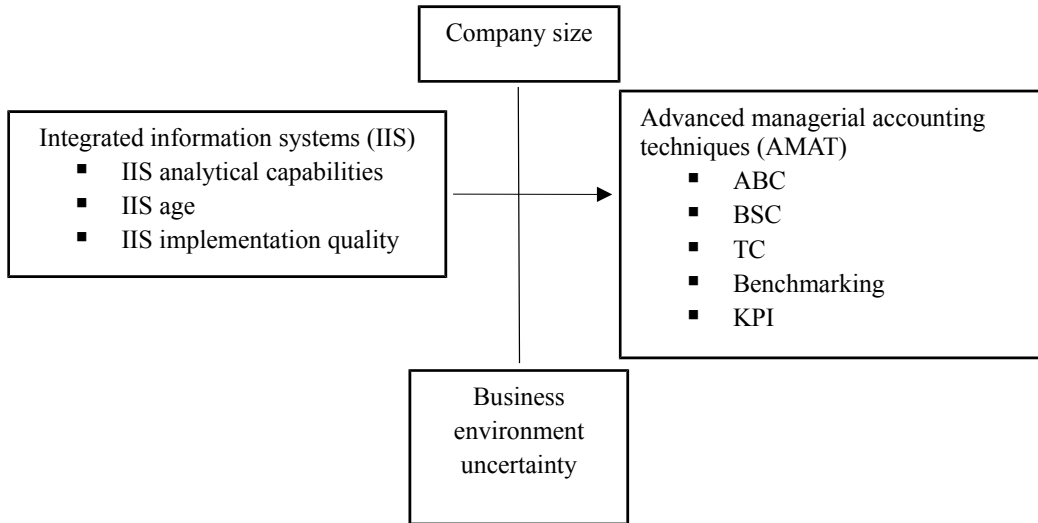 Company size
Integrated information systems (IIS)
▪ IIS analytical capabilities
▪ IIS age
▪ IIS implementation quality
Advanced managerial accounting
techniques (AMAT)
▪ ABC
▪ BSC
▪ TC
▪ Benchmarking
▪ KPI
Business
environment
uncertainty